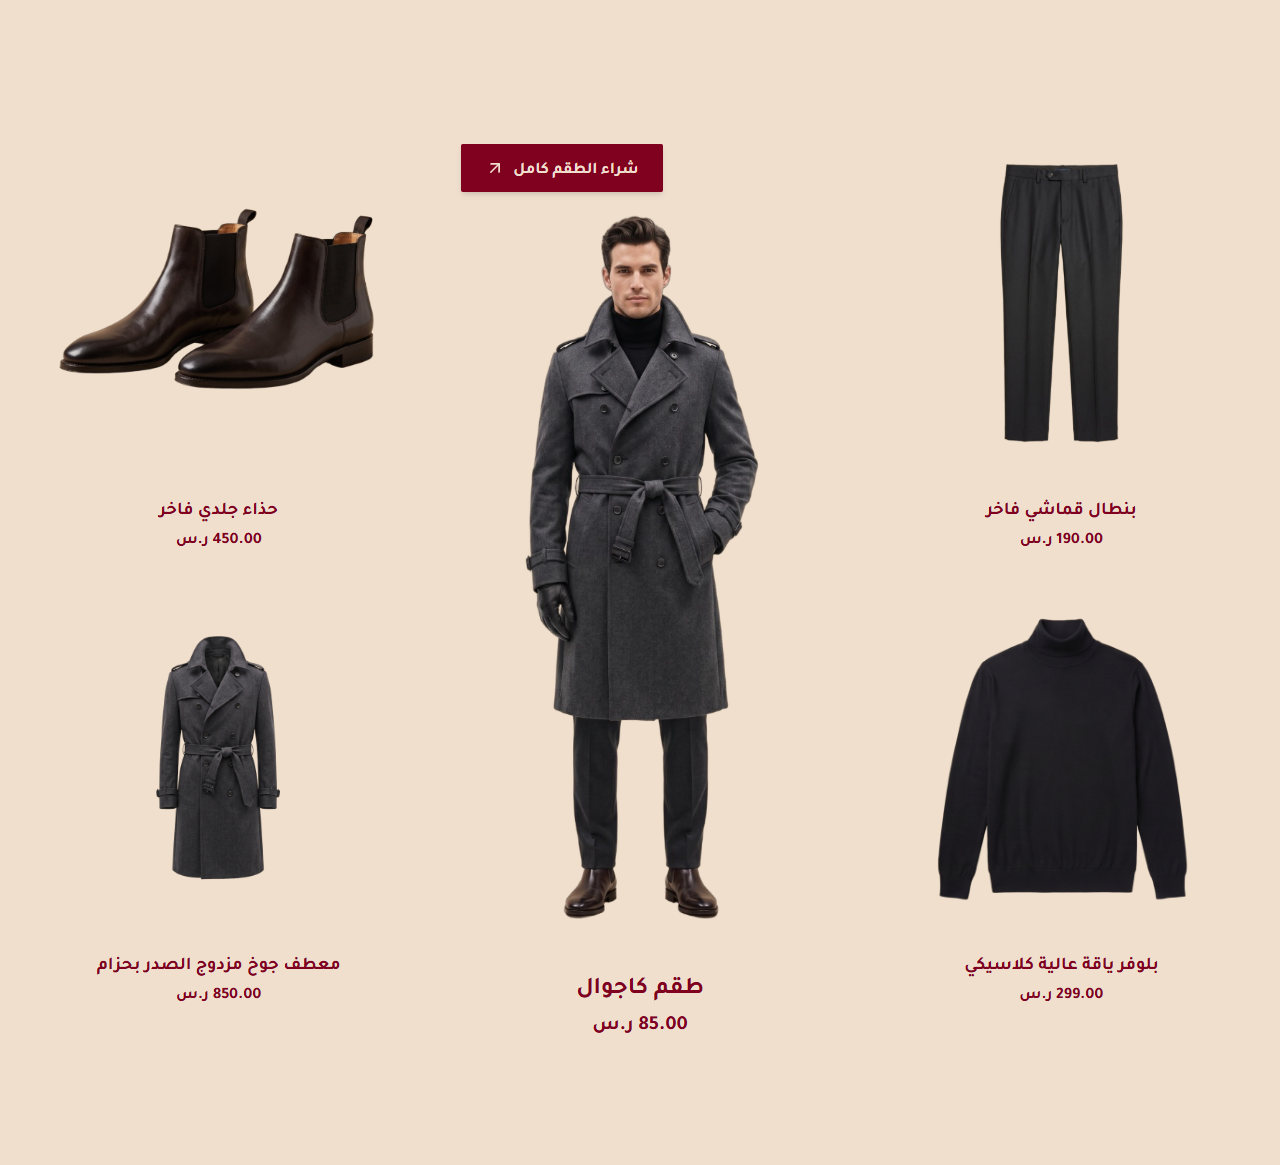 شراء الطقم كامل
بنطال قماشي فاخر
190.00 ر.س
حذاء جلدي فاخر
450.00 ر.س
بلوفر ياقة عالية كلاسيكي
299.00 ر.س
طقم كاجوال
85.00 ر.س
معطف جوخ مزدوج الصدر بحزام
850.00 ر.س